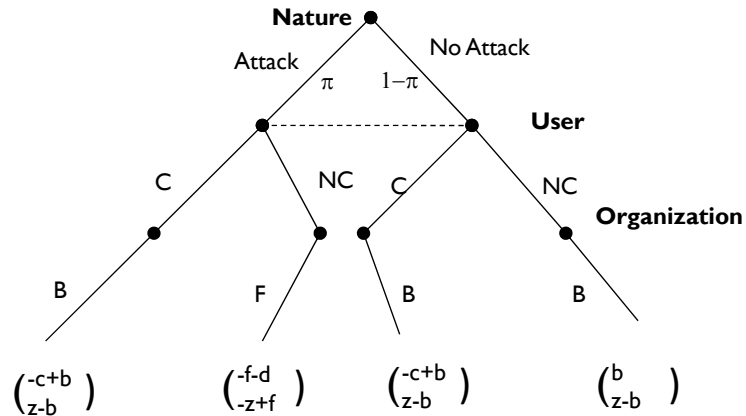 Nature
Attack
No Attack
π
1–π
User
C
NC
C
NC
Organization
B
F
B
B
(-c+b z-b)
(-f-d -z+f)
(-c+b z-b)
(b z-b)